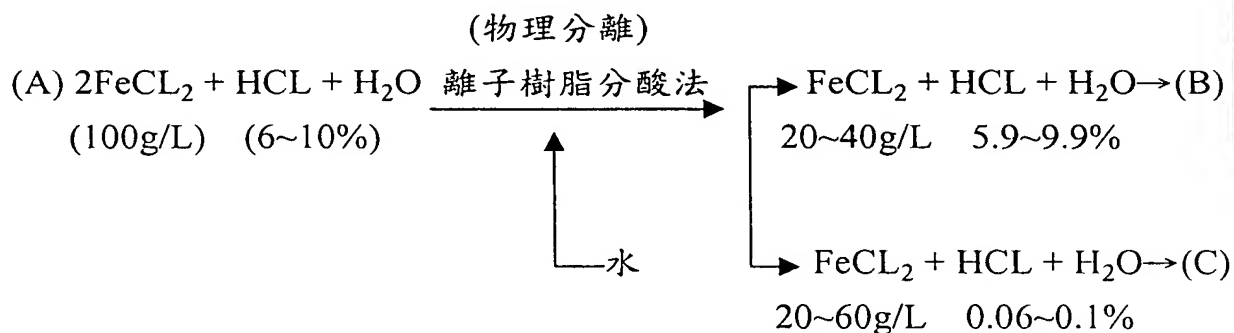 (物理分離)
(A) 2FeCL₂ + HCL + H₂O 離子樹脂分酸法 FeCL₂ + HCL + H₂O→(B)
(100g/L) (6~10%) 20~40g/L 5.9~9.9%
水 FeCL₂ + HCL + H₂O→(C)
20~60g/L 0.06~0.1%